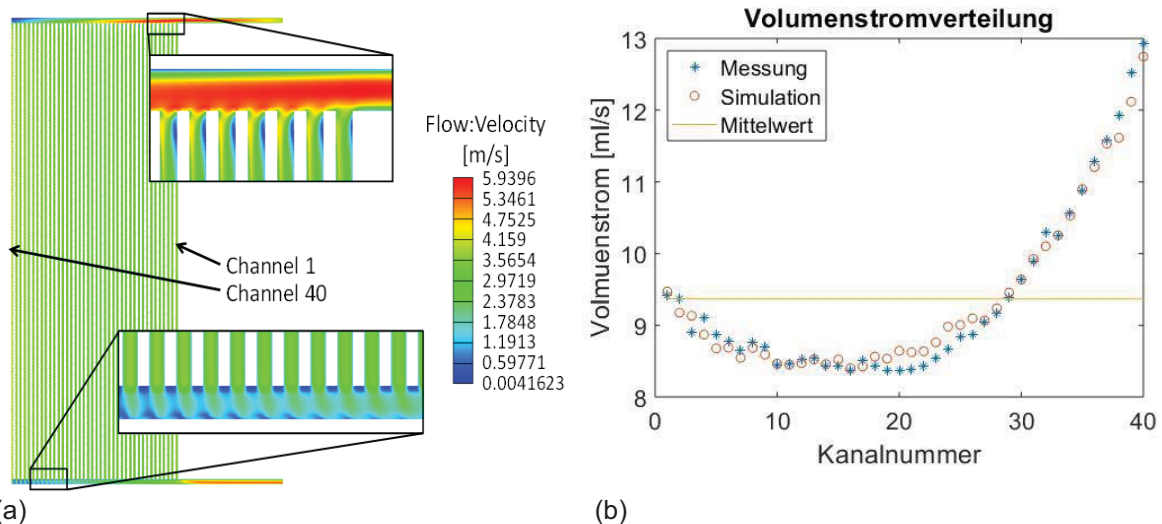 Flow:Velocity
[m/s]
5.9396
5.3461
4.7525
4.159
3.5654
2.9719
2.3783
1.7848
1.1913
0.59771
0.0041623
Channel 1
Channel 40
(a)
Volumenstromverteilung
Messung
Simulation
Mittelwert
Volmuenstrom [ml/s]
13
12
11
10
9
8
0 10 20 30 40
Kanalnummer
(b)